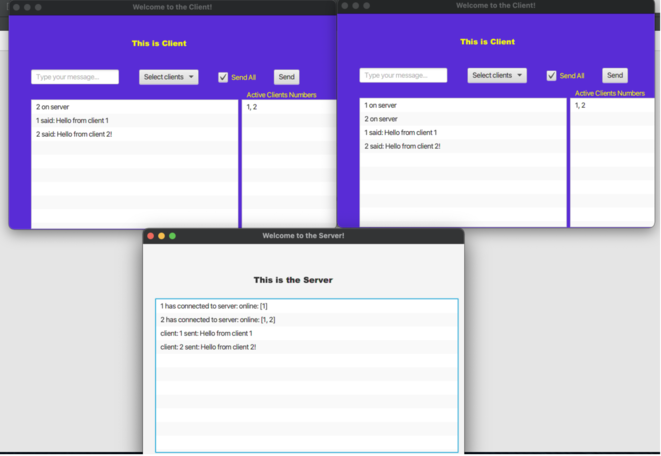 Welcome to the Client!
This is Client
Type your message...
Select clients
Send All
Send
Active Clients Numbers
2 on server
1 said: Hello from client 1
2 said: Hello from client 2!
1, 2
Welcome to the Client!
This is Client
Type your message...
Select clients
Send All
Send
Active Clients Numbers
1 on server
2 on server
1 said: Hello from client 1
2 said: Hello from client 2!
1, 2
Welcome to the Server!
This is the Server
1 has connected to server: online: [1]
2 has connected to server: online: [1, 2]
client: 1 sent: Hello from client 1
client: 2 sent: Hello from client 2!